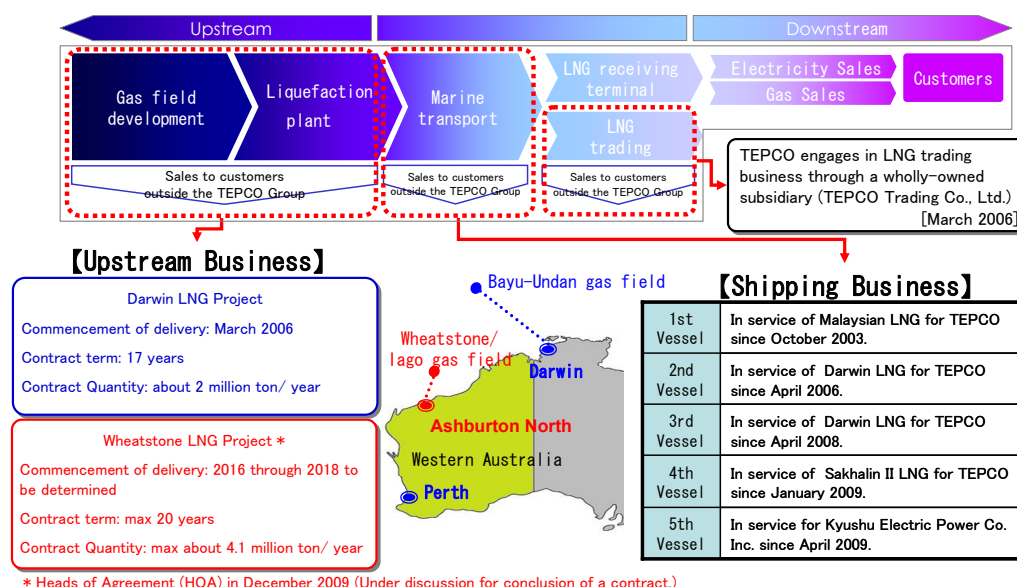 Upstream
Downstream
Gas field
development
Liquefaction
plant
Marine
transport
LNG receiving
terminal
Electricity Sales
Gas Sales
Customers
LNG
trading
Sales to customers
outside the TEPCO Group
Sales to customers
outside the TEPCO Group
Sales to customers
outside the TEPCO Group
TEPCO engages in LNG trading
business through a wholly-owned
subsidiary (TEPCO Trading Co., Ltd.)
[March 2006]
【Upstream Business】
Darwin LNG Project
Commencement of delivery: March 2006
Contract term: 17 years
Contract Quantity: about 2 million ton/ year
Wheatstone LNG Project *
Commencement of delivery: 2016 through 2018 to
be determined
Contract term: max 20 years
Contract Quantity: max about 4.1 million ton/ year
* Heads of Agreement (HOA) in December 2009 (Under discussion for conclusion of a contract.)
Bayu-Undan gas field
Wheatstone/
Iago gas field
Darwin
Ashburton North
Western Australia
Perth
【Shipping Business】
1st
Vessel
In service of Malaysian LNG for TEPCO
since October 2003.
2nd
Vessel
In service of Darwin LNG for TEPCO
since April 2006.
3rd
Vessel
In service of Darwin LNG for TEPCO
since April 2008.
4th
Vessel
In service of Sakhalin II LNG for TEPCO
since January 2009.
5th
Vessel
In service for Kyushu Electric Power Co.
Inc. since April 2009.